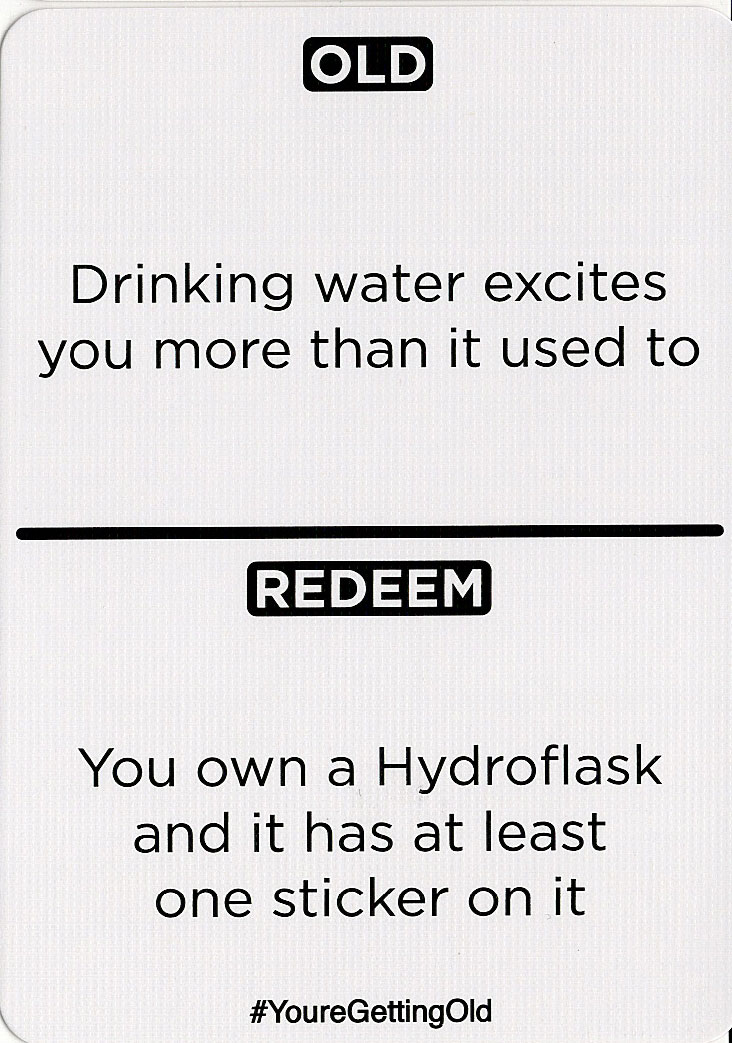 OLD
Drinking water excites
you more than it used to
REDEEM
You own a Hydroflask
and it has at least
one sticker on it
#YoureGettingOld